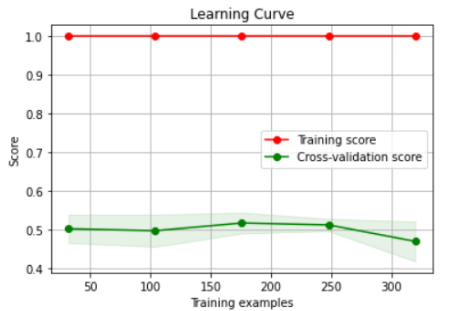 Learning Curve
1.0
0.9
0.8
0.7
0.6
0.5
0.4
Score
Training score
Cross-validation score
50 100 150 200 250 300
Training examples